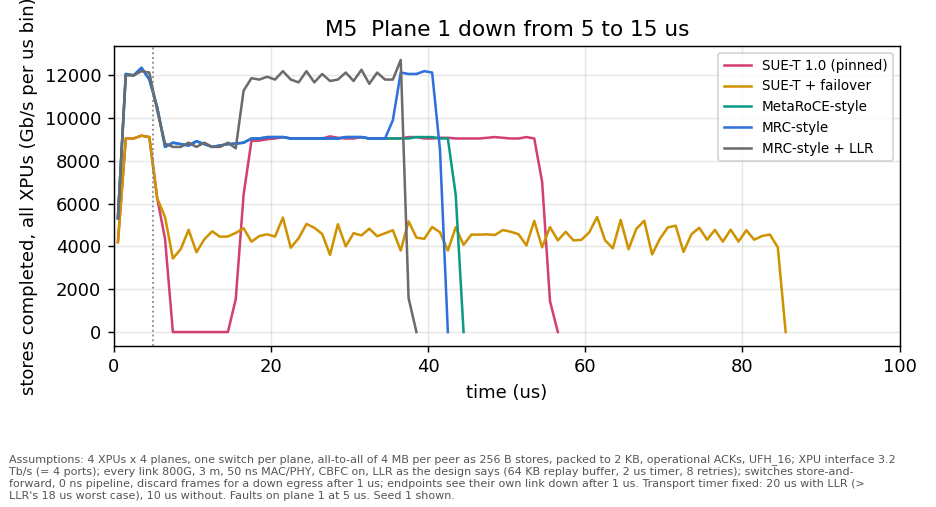 M5  Plane 1 down from 5 to 15 us
stores completed, all XPUs (Gb/s per us bin)
12000
10000
8000
6000
4000
2000
0
SUE-T 1.0 (pinned)
SUE-T + failover
MetaRoCE-style
MRC-style
MRC-style + LLR
0
20
40
60
80
100
time (us)
Assumptions: 4 XPUs x 4 planes, one switch per plane, all-to-all of 4 MB per peer as 256 B stores, packed to 2 KB, operational ACKs, UFH_16; XPU interface 3.2
Tb/s (= 4 ports); every link 800G, 3 m, 50 ns MAC/PHY, CBFC on, LLR as the design says (64 KB replay buffer, 2 us timer, 8 retries); switches store-and-
forward, 0 ns pipeline, discard frames for a down egress after 1 us; endpoints see their own link down after 1 us. Transport timer fixed: 20 us with LLR (>
LLR's 18 us worst case), 10 us without. Faults on plane 1 at 5 us. Seed 1 shown.